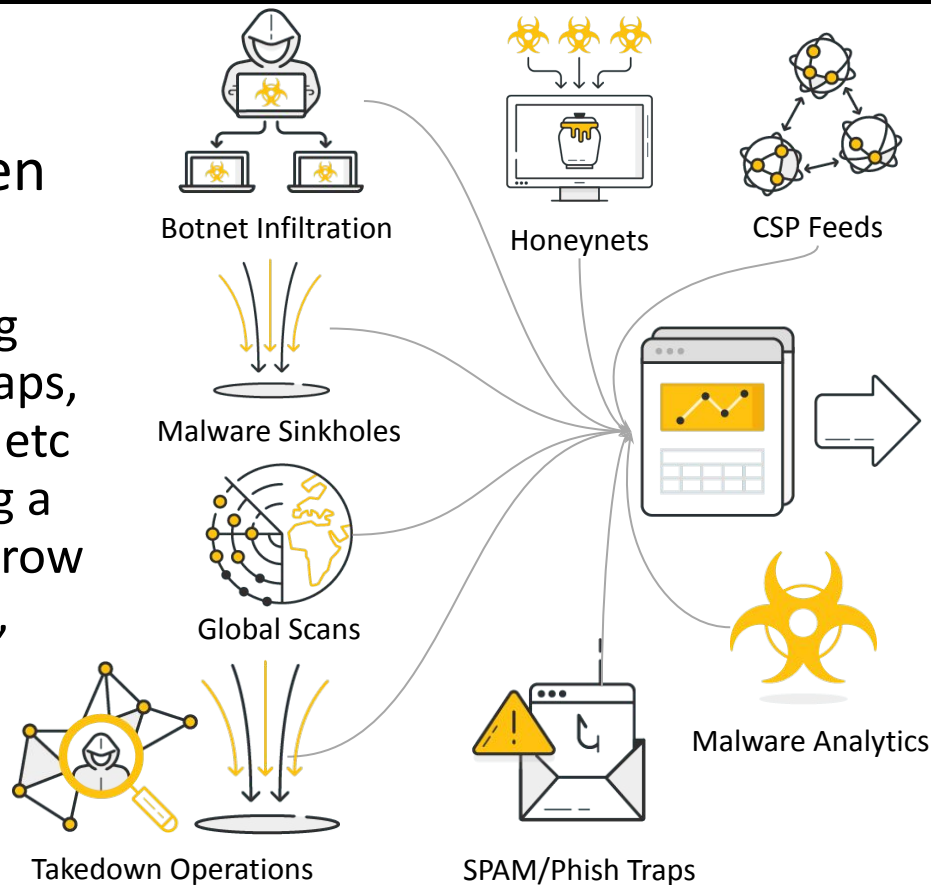 Botnet Infiltration
Honeynets
CSP Feeds
Malware Sinkholes
aps,
etc
g a
row
Global Scans
Malware Analytics
Takedown Operations
SPAM/Phish Traps